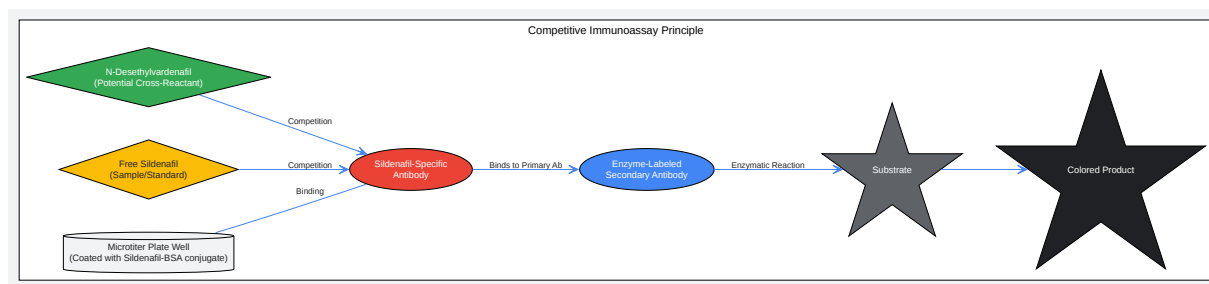 Competitive Immunoassay Principle
N-Desethylvardenafil
(Potential Cross-Reactant)
Competition
Free Sildenafil
(Sample/Standard)
Competition
Sildenafil-Specific
Antibody
Binds to Primary Ab
Enzyme-Labeled
Secondary Antibody
Enzymatic Reaction
Substrate
Colored Product
Binding
Microtiter Plate Well
(Coated with Sildenafil-BSA conjugate)